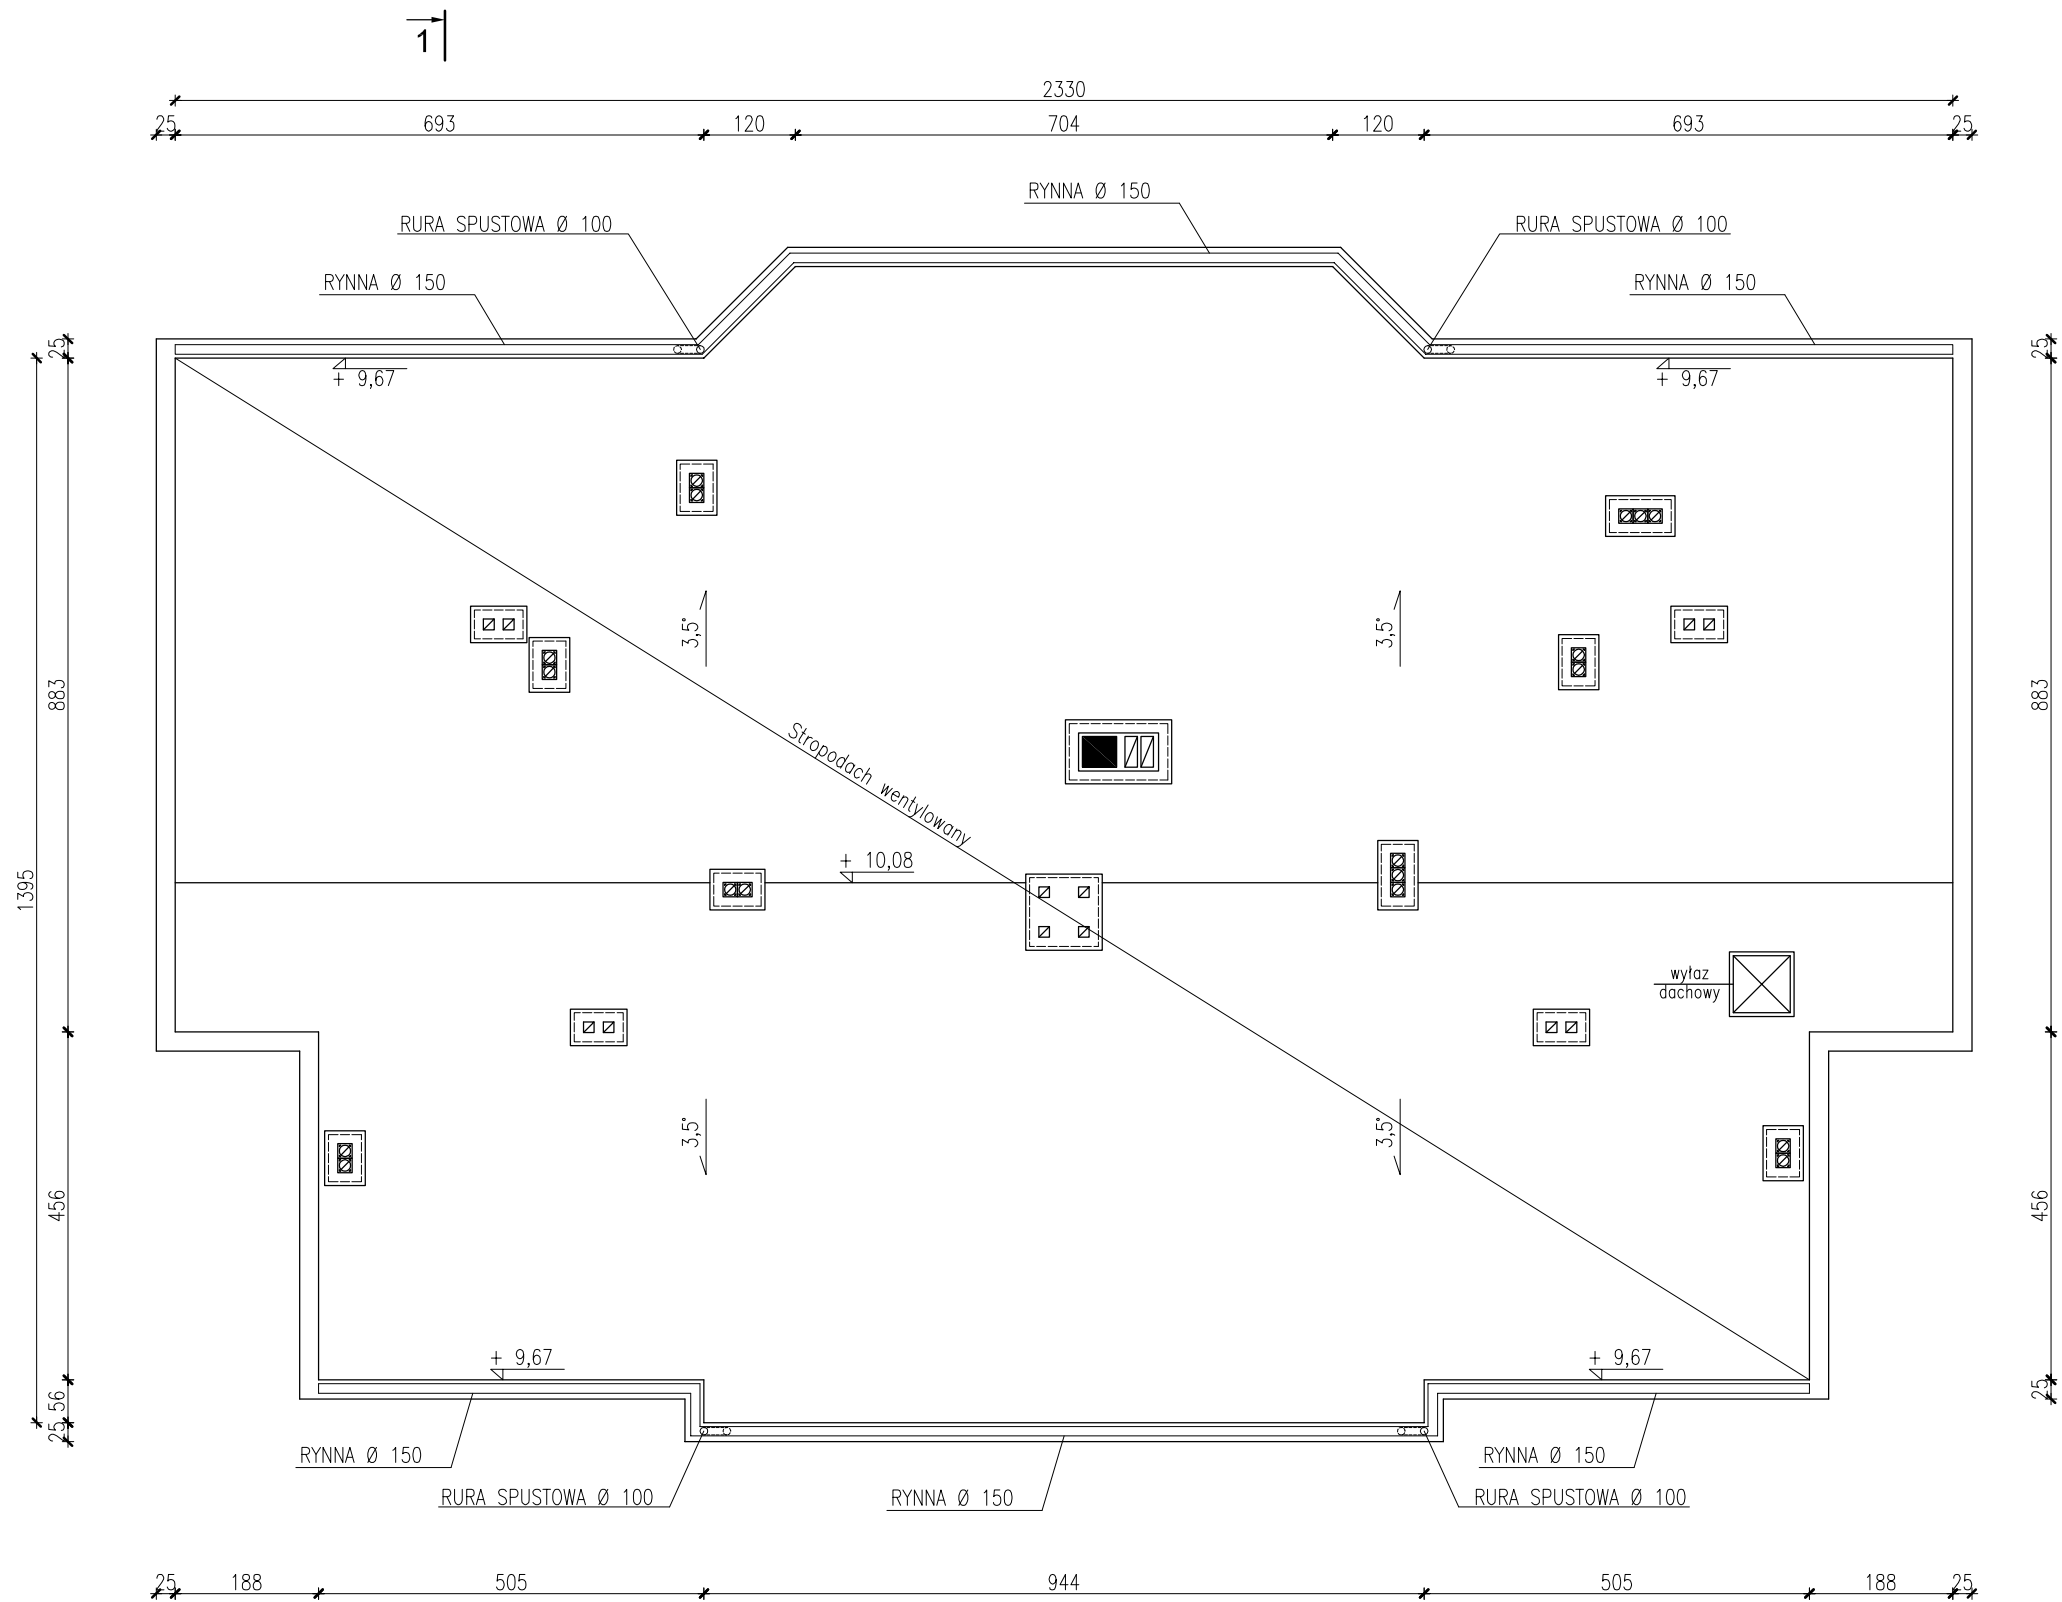 1
2330
25 693 120 704 120 693 25
RYNNA Ø 150
RURA SPUSTOWA Ø 100
RURA SPUSTOWA Ø 100
RYNNA Ø 150
RYNNA Ø 150
25
25
+ 9,67
+ 9,67
3,5°
3,5°
883
883
Stropodach wentylowany
+ 10,08
1395
wyłaz
dachowy
3,5°
3,5°
456
456
+ 9,67
+ 9,67
56
25
25
RYNNA Ø 150
RYNNA Ø 150
RURA SPUSTOWA Ø 100
RYNNA Ø 150
RURA SPUSTOWA Ø 100
25 188 505 944 505 188 25